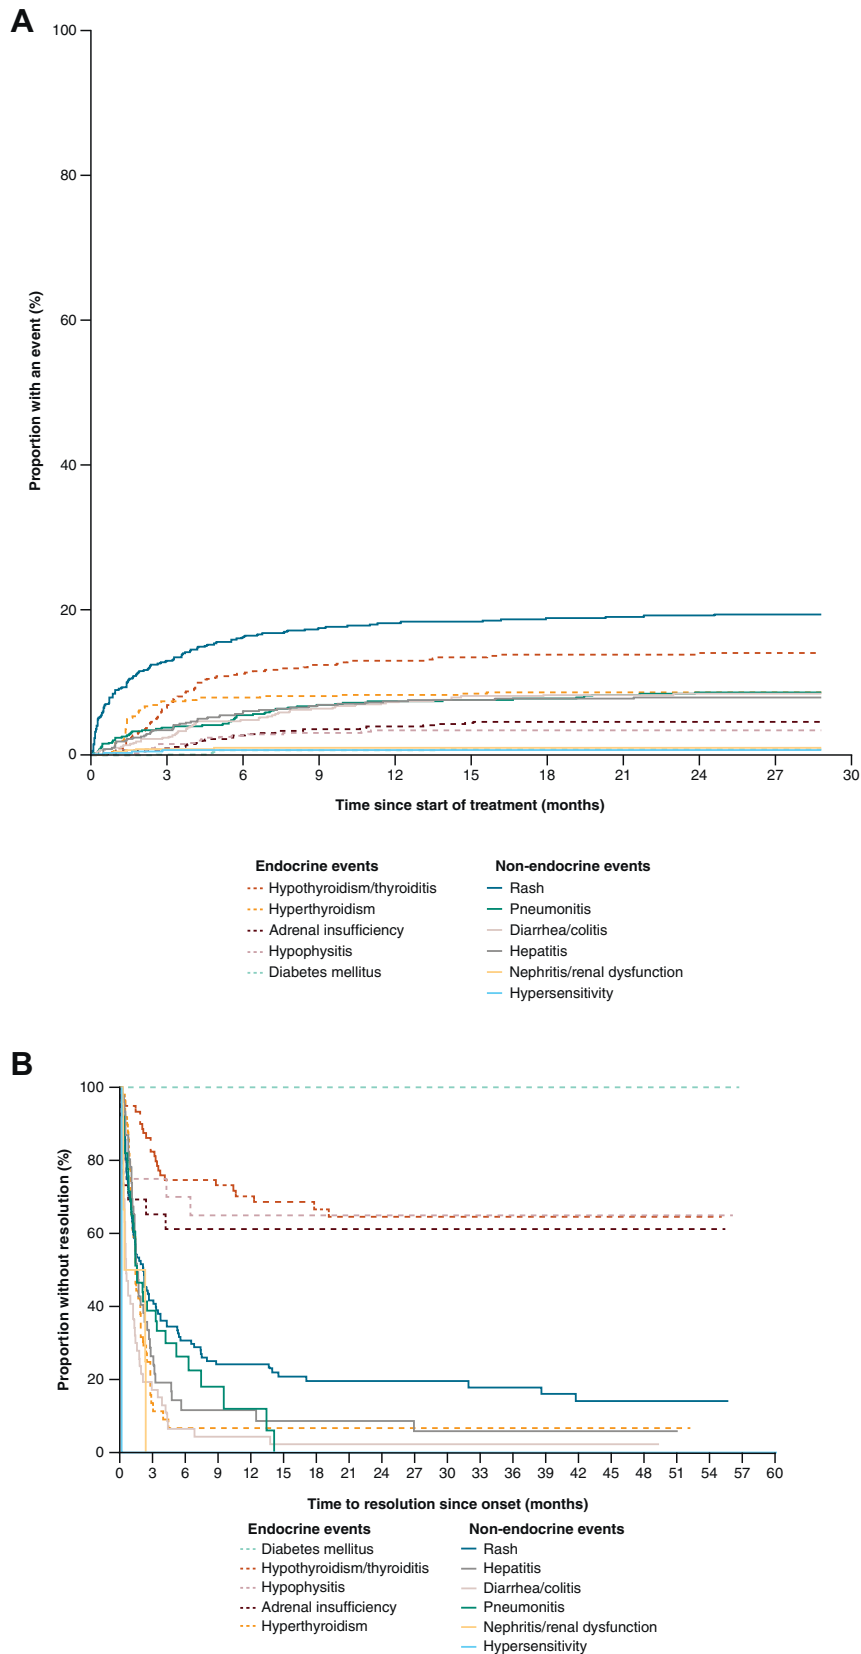 A
100
80
60
40
20
0
Proportion with an event (%)
0 3 6 9 12 15 18 21 24 27 30
Time since start of treatment (months)
Endocrine events Non-endocrine events
Hypothyroidism/thyroiditis Rash
Hyperthyroidism Pneumonitis
Adrenal insufficiency Diarrhea/colitis
Hypophysitis Hepatitis
Diabetes mellitus Nephritis/renal dysfunction
Hypersensitivity
B
100
80
60
40
20
0
Proportion without resolution (%)
0 3 6 9 12 15 18 21 24 27 30 33 36 39 42 45 48 51 54 57 60
Time to resolution since onset (months)
Endocrine events Non-endocrine events
Diabetes mellitus Rash
Hypothyroidism/thyroiditis Hepatitis
Hypophysitis Diarrhea/colitis
Adrenal insufficiency Pneumonitis
Hyperthyroidism Nephritis/renal dysfunction
Hypersensitivity